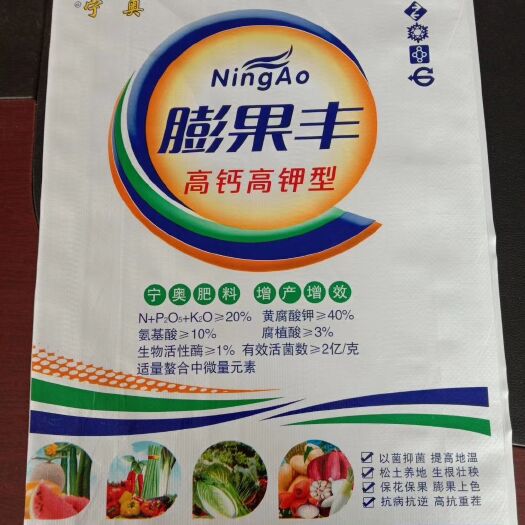 宁奥
NingAo
膨果丰
高钙高钾型
宁奥肥料 增产增效
N+P₂O₅+K₂O≥20% 黄腐酸钾≥40%
氨基酸≥10% 腐植酸≥3%
生物活性酶≥1% 有效活菌数≥2亿/克
适量螯合中微量元素
以菌抑菌 提高地温
松土养地 生根壮秧
保花保果 膨果上色
抗病抗逆 高抗重茬